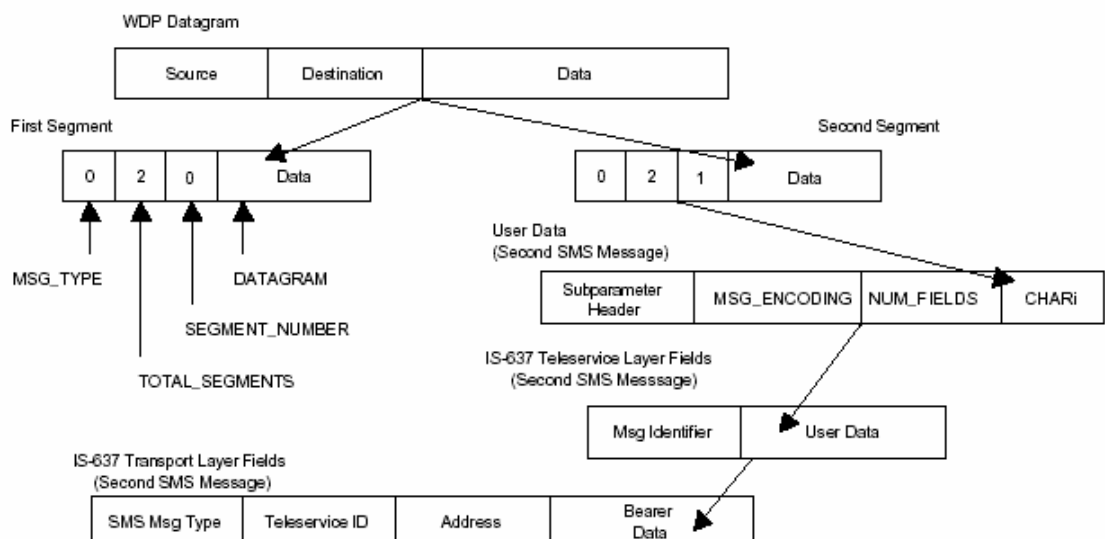 WDP Datagram
Source Destination Data
First Segment
Second Segment
0 2 0 Data
0 2 1 Data
User Data
(Second SMS Message)
MSG_TYPE
DATAGRAM
Subparameter
Header
MSG_ENCODING
NUM_FIELDS
CHARi
SEGMENT_NUMBER
IS-637 Teleservice Layer Fields
(Second SMS Messsage)
TOTAL_SEGMENTS
Msg Identifier User Data
IS-637 Transport Layer Fields
(Second SMS Message)
SMS Msg Type Teleservice ID Address
Bearer
Data